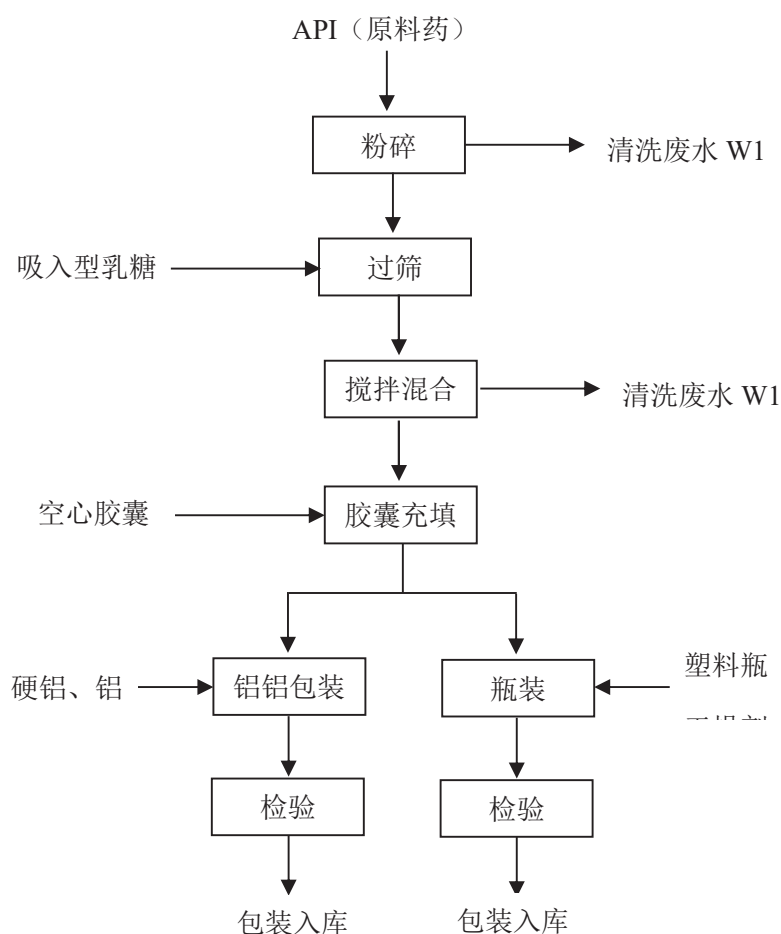 API（原料药）
粉碎
清洗废水 W1
吸入型乳糖
过筛
搅拌混合
清洗废水 W1
空心胶囊
胶囊充填
硬铝、铝
铝铝包装
瓶装
塑料瓶
检验
检验
包装入库
包装入库